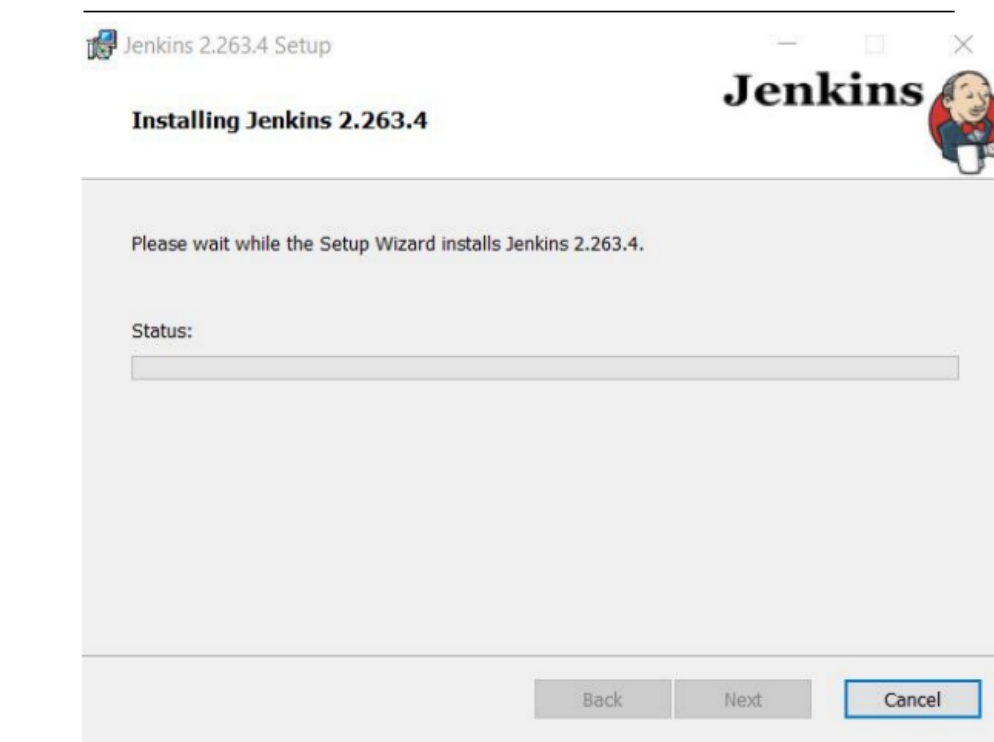 Jenkins 2.263.4 Setup
Jenkins
Installing Jenkins 2.263.4
Please wait while the Setup Wizard installs Jenkins 2.263.4.
Status:
Back Next Cancel